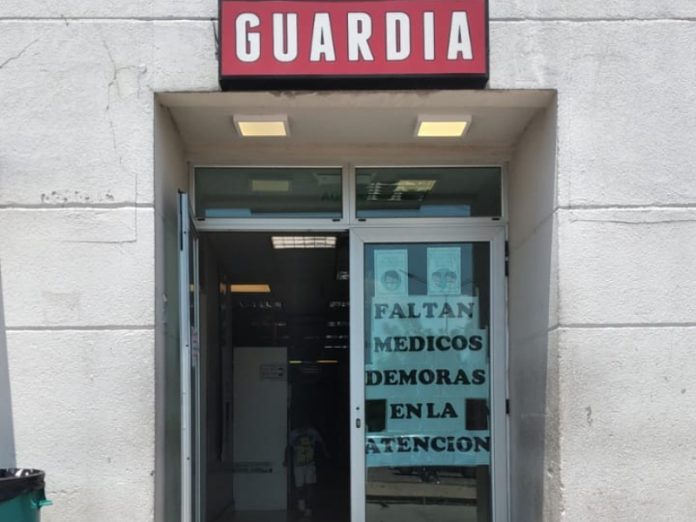 GUARDIA
FALTAN
MEDICOS
DEMORAS
EN LA
ATENCION